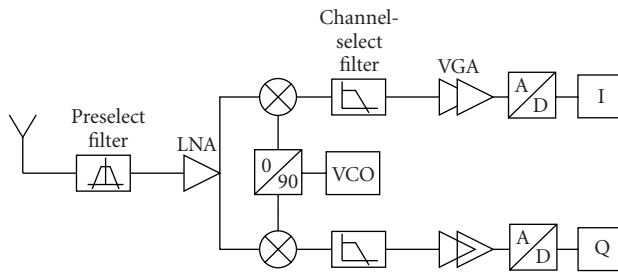 Channel-
select
filter
VGA
A
D
I
Preselect
filter
LNA
0
90
VCO
A
D
Q